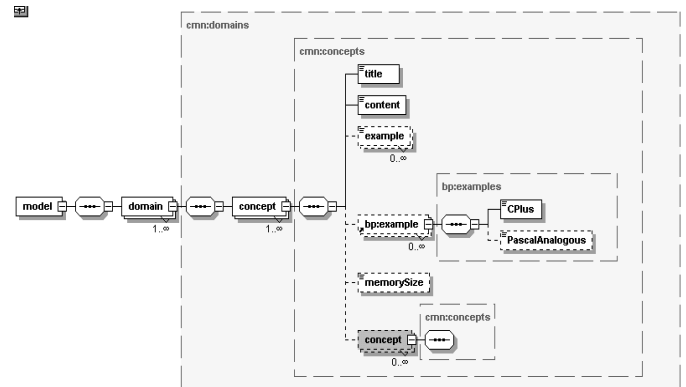 cmn:domains
cmn:concepts
title
content
example
0..∞
model
domain
1..∞
concept
1..∞
bp:examples
bp:example
0..∞
CPlus
PascalAnalogous
memorySize
cmn:concepts
concept
0..∞